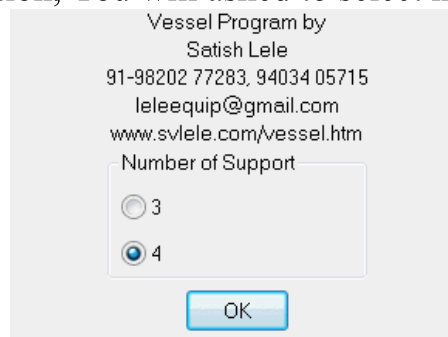 Vessel Program by
Satish Lele
91-98202 77283, 94034 05715
leleequip@gmail.com
www.svlele.com/vessel.htm
Number of Support
3
4
OK